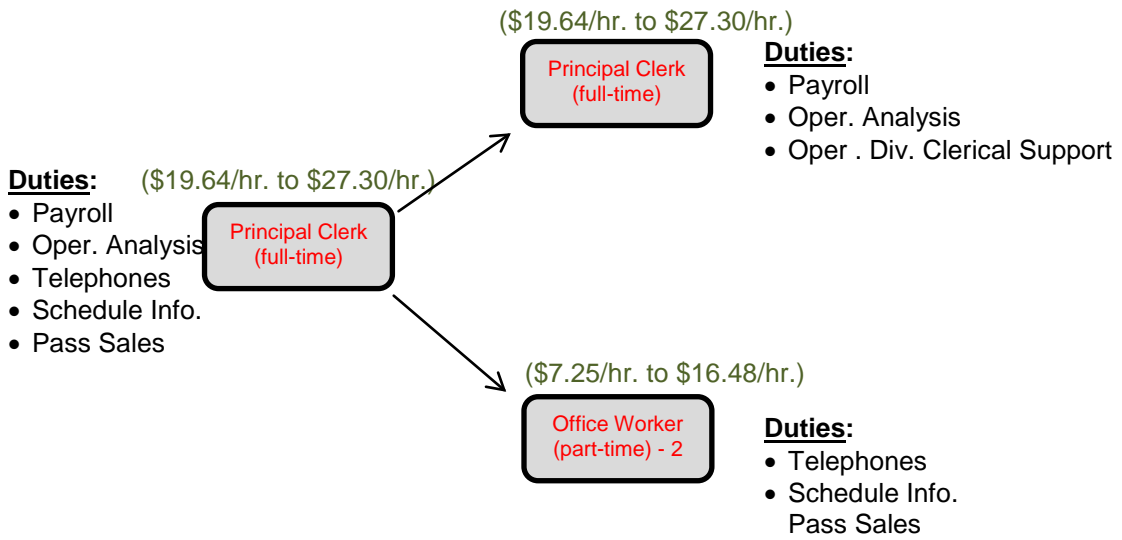 ($19.64/hr. to $27.30/hr.)
Principal Clerk
(full-time)
Duties:
• Payroll
• Oper. Analysis
• Oper . Div. Clerical Support
Duties:
($19.64/hr. to $27.30/hr.)
• Payroll
• Oper. Analysis
• Telephones
• Schedule Info.
• Pass Sales
Principal Clerk
(full-time)
($7.25/hr. to $16.48/hr.)
Office Worker
(part-time) - 2
Duties:
• Telephones
• Schedule Info.
Pass Sales